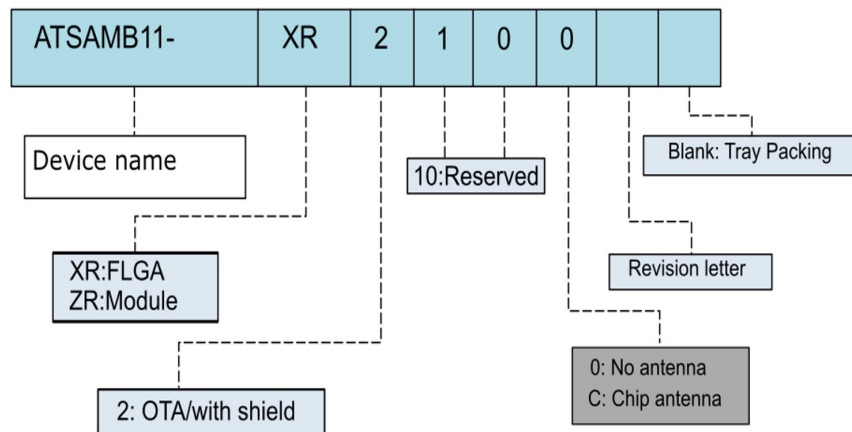 ATSAMB11- XR 2 1 0 0
Device name
10:Reserved
Blank: Tray Packing
XR:FLGA
ZR:Module
Revision letter
2: OTA/with shield
0: No antenna
C: Chip antenna